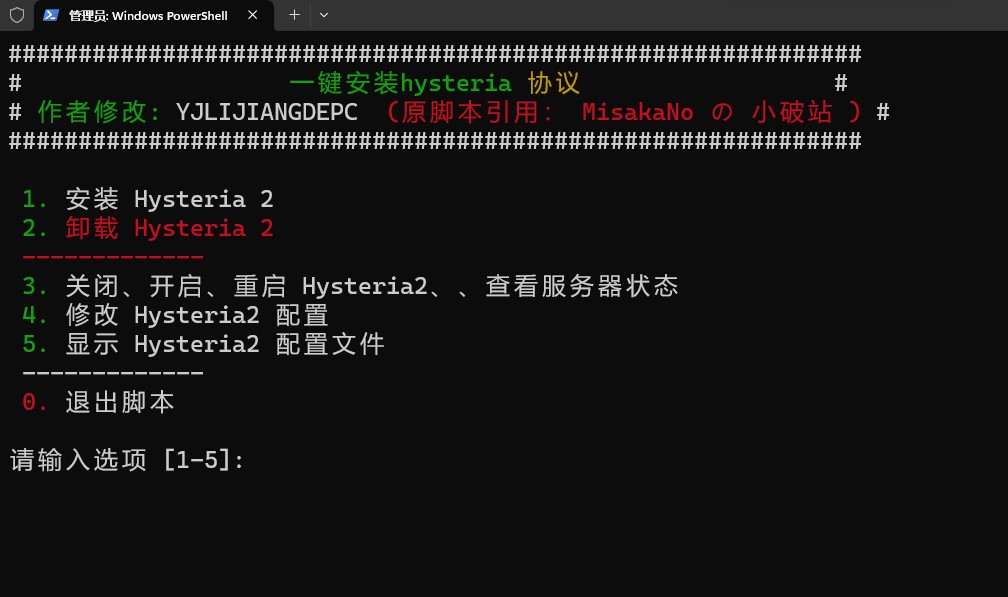 管理员: Windows PowerShell
#############################################################
# 一键安装hysteria 协议 #
# 作者修改: YJLIJIANGDEPC （原脚本引用： MisakaNo の 小破站 ) #
#############################################################
1. 安装 Hysteria 2
2. 卸载 Hysteria 2
-------------
3. 关闭、开启、重启 Hysteria2、、查看服务器状态
4. 修改 Hysteria2 配置
5. 显示 Hysteria2 配置文件
-------------
0. 退出脚本
请输入选项 [1-5]: